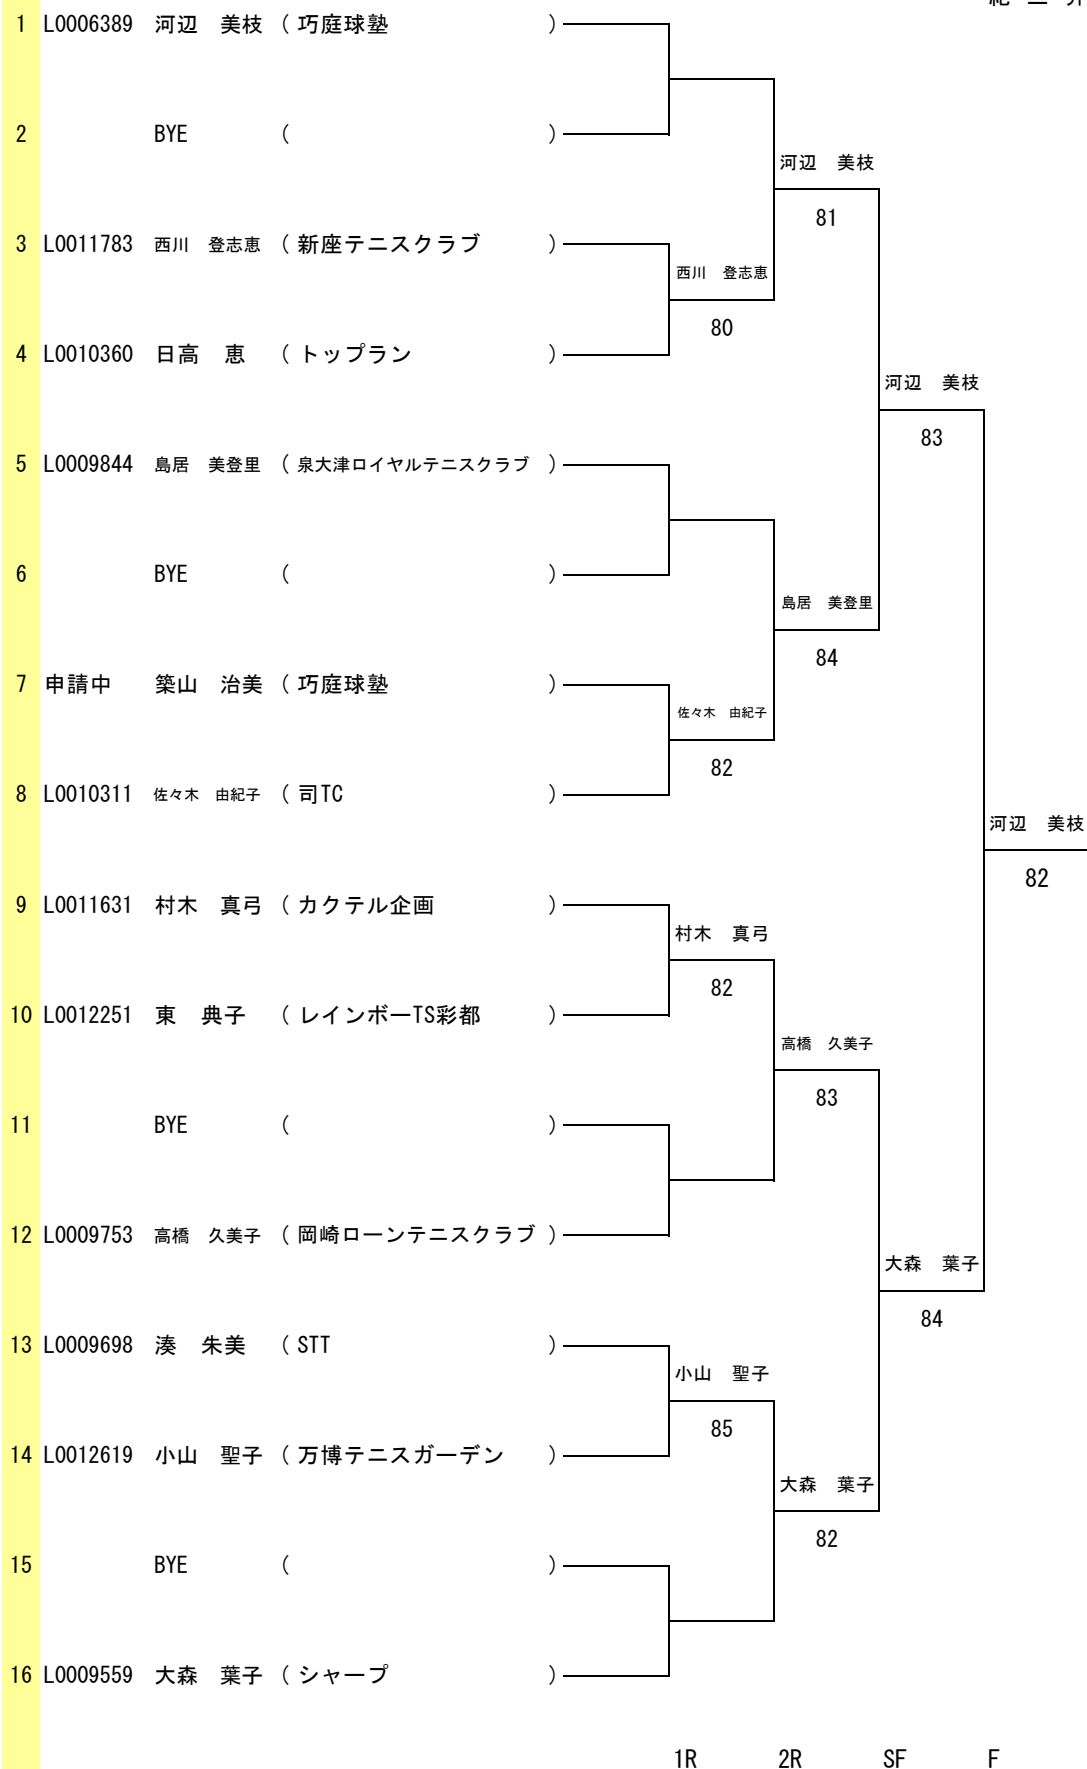 1 L0006389 河辺　美枝 ( 巧庭球塾 )
2 BYE ( )
河辺　美枝
81
3 L0011783 西川　登志恵 ( 新座テニスクラブ )
西川　登志恵
80
4 L0010360 日高　恵 ( トップラン )
河辺　美枝
83
5 L0009844 島居　美登里 ( 泉大津ロイヤルテニスクラブ )
6 BYE ( )
島居　美登里
84
7 申請中 築山　治美 ( 巧庭球塾 )
佐々木　由紀子
82
8 L0010311 佐々木　由紀子 ( 司TC )
河辺　美枝
82
9 L0011631 村木　真弓 ( カクテル企画 )
村木　真弓
82
10 L0012251 東　典子 ( レインボーTS彩都 )
高橋　久美子
83
11 BYE ( )
12 L0009753 高橋　久美子 ( 岡崎ローンテニスクラブ )
大森　葉子
84
13 L0009698 湊　朱美 ( STT )
小山　聖子
85
14 L0012619 小山　聖子 ( 万博テニスガーデン )
大森　葉子
82
15 BYE ( )
16 L0009559 大森　葉子 ( シャープ )
1R 2R SF F